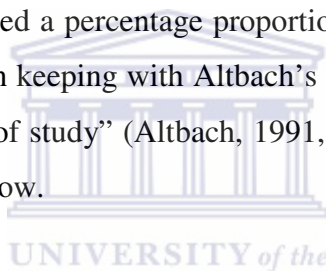 ed a percentage proportio
n keeping with Altbach's
of study” (Altbach, 1991,
ow.
UNIVERSITY of the